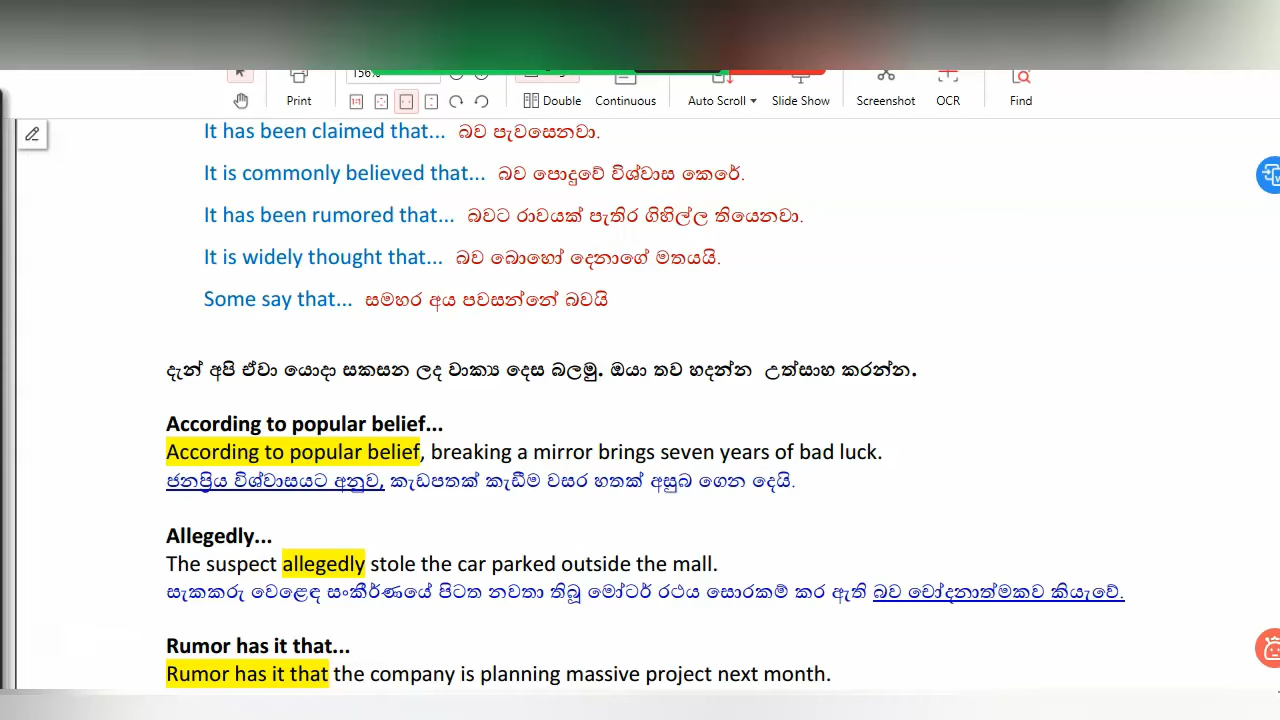 156%
Print
Double
Continuous
Auto Scroll
Slide Show
Screenshot
OCR
Find
It has been claimed that... බව පැවසෙනවා.
It is commonly believed that... බව පොදුවේ විශ්වාස කෙරේ.
It has been rumored that... බවට රාවයක් පැතිර ගිහිල්ල තියෙනවා.
It is widely thought that... බව බොහෝ දෙනාගේ මතයයි.
Some say that... සමහර අය පවසන්නේ බවයි
දැන් අපි ඒවා යොදා සකසන ලද වාක්‍ය දෙස බලමු. ඔයා තව හදන්න උත්සාහ කරන්න.
According to popular belief...
According to popular belief, breaking a mirror brings seven years of bad luck.
ජනප්‍රිය විශ්වාසයට අනුව, කැඩපතක් කැඩීම වසර හතක් අසුබ ගෙන දෙයි.
Allegedly...
The suspect allegedly stole the car parked outside the mall.
සැකකරු වෙළෙඳ සංකීර්ණයේ පිටත නවතා තිබූ මෝටර් රථය සොරකම් කර ඇති බව චෝදනාත්මකව කියැවේ.
Rumor has it that...
Rumor has it that the company is planning massive project next month.